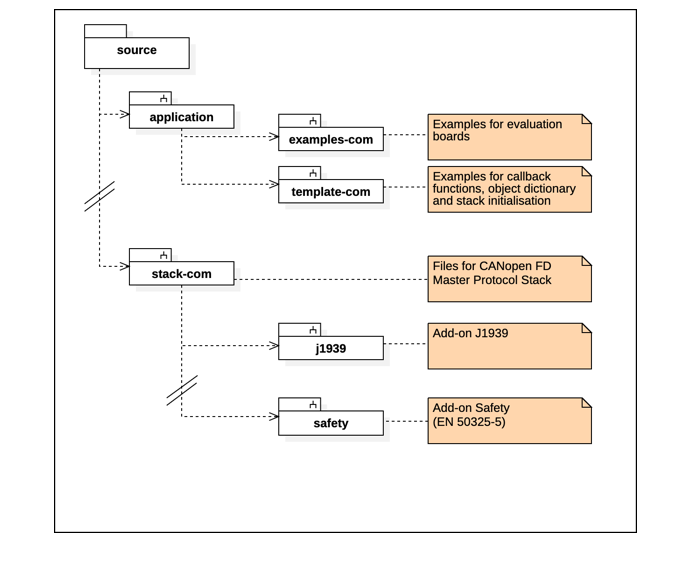 source
application
examples-com
Examples for evaluation
boards
template-com
Examples for callback
functions, object dictionary
and stack initialisation
stack-com
Files for CANopen FD
Master Protocol Stack
j1939
Add-on J1939
safety
Add-on Safety
(EN 50325-5)